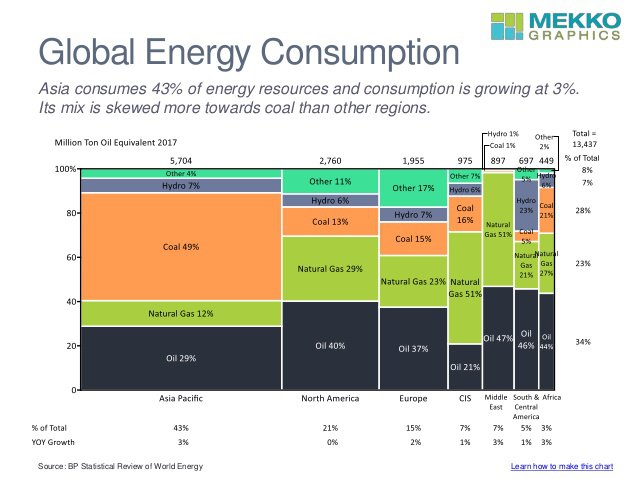 MEKKO
GRAPHICS
Global Energy Consumption
Asia consumes 43% of energy resources and consumption is growing at 3%.
Its mix is skewed more towards coal than other regions.
Million Ton Oil Equivalent 2017
Hydro 1%
Coal 1%
Other
2%
Total =
13,437
5,704 2,760 1,955 975 897 697 449
% of Total
100%
80
60
40
20
0
Other 4%
Hydro 7%
Coal 49%
Natural Gas 12%
Oil 29%
Other 11%
Hydro 6%
Coal 13%
Natural Gas 29%
Oil 40%
Other 17%
Hydro 7%
Coal 15%
Natural Gas 23%
Oil 37%
Other 7%
Hydro 6%
Coal
16%
Natural
Gas 51%
Oil 21%
Natural
Gas 51%
Oil 47%
Other
5%
Hydro
23%
Coal
5%
Natural
Gas
21%
Oil
46%
Hydro
6%
Coal
21%
Natural
Gas
27%
Oil
44%
8%
7%
28%
23%
34%
Asia Pacific North America Europe CIS
Middle
East
South &
Central
America
Africa
% of Total 43% 21% 15% 7% 7% 5% 3%
YOY Growth 3% 0% 2% 1% 3% 1% 3%
Source: BP Statistical Review of World Energy
Learn how to make this chart